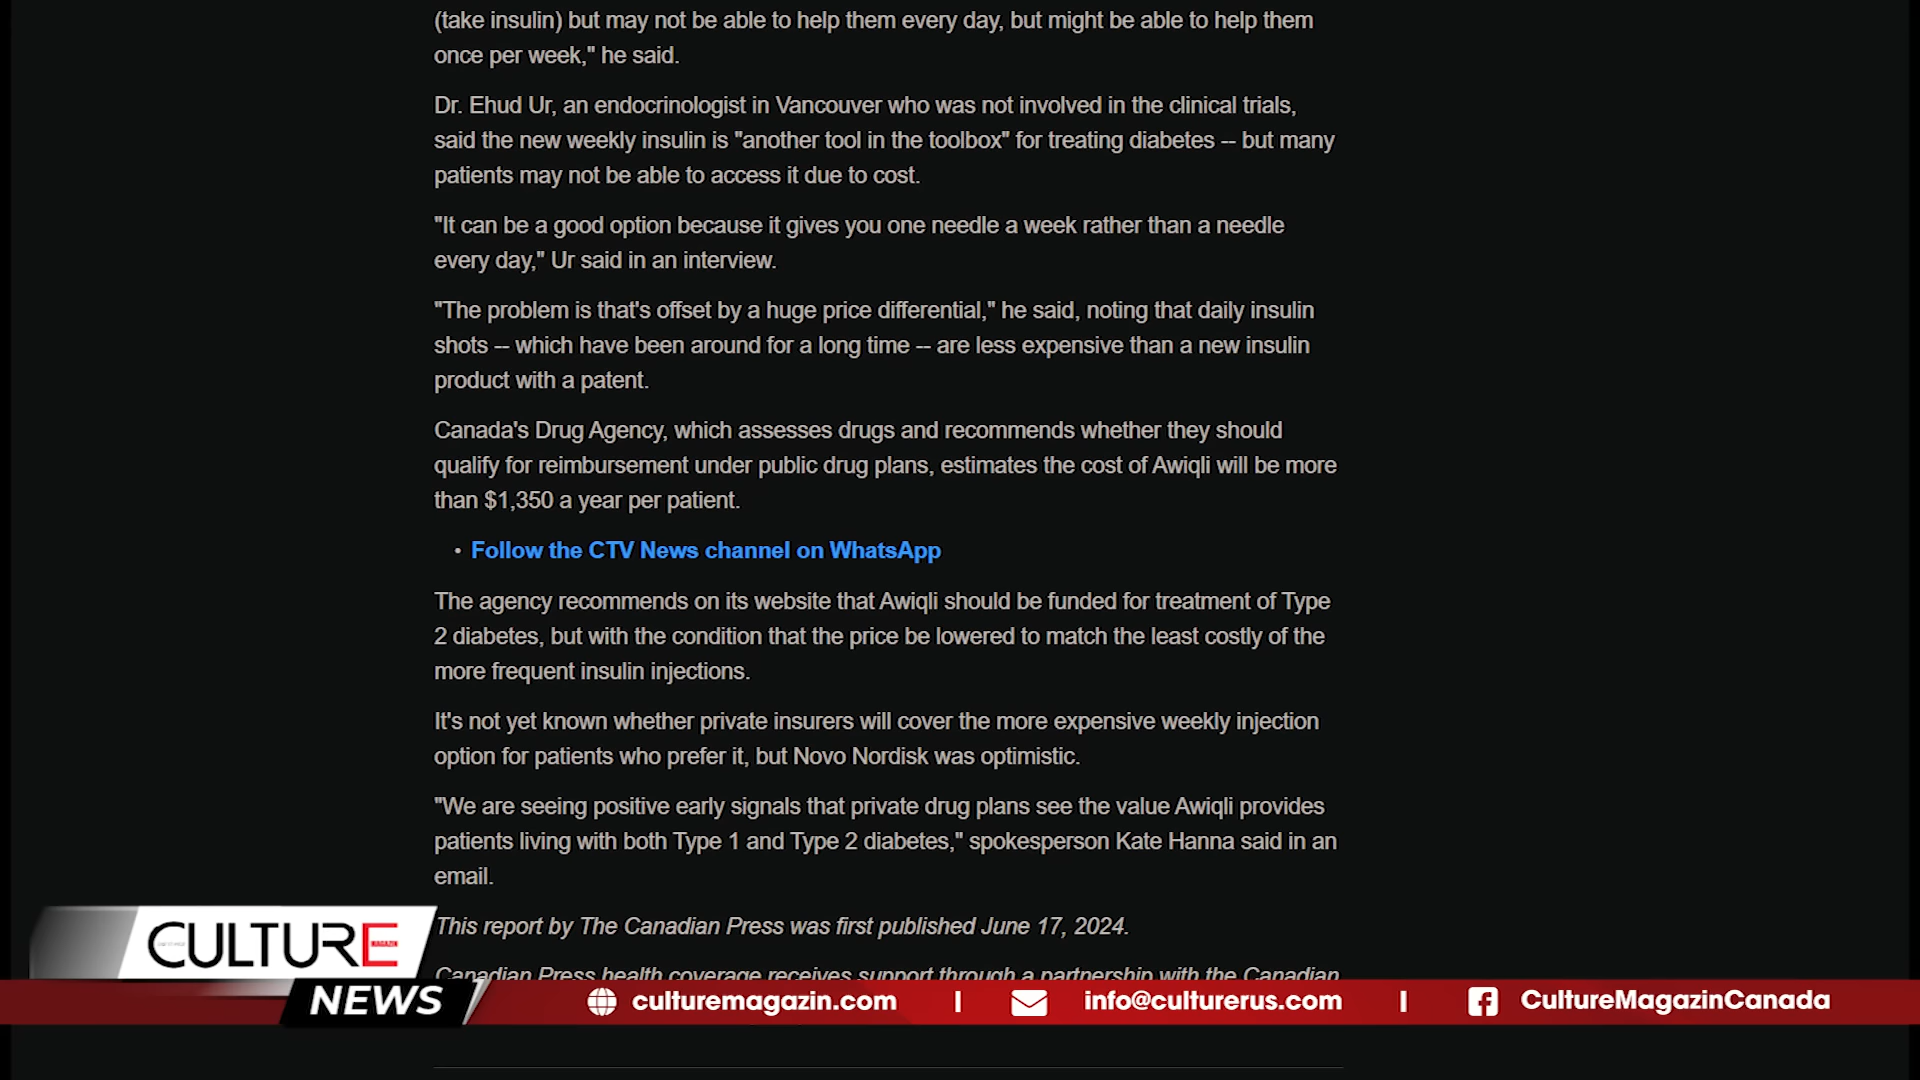 (take insulin) but may not be able to help them every day, but might be able to help them
once per week," he said.
Dr. Ehud Ur, an endocrinologist in Vancouver who was not involved in the clinical trials,
said the new weekly insulin is "another tool in the toolbox" for treating diabetes -- but many
patients may not be able to access it due to cost.
"It can be a good option because it gives you one needle a week rather than a needle
every day," Ur said in an interview.
"The problem is that's offset by a huge price differential," he said, noting that daily insulin
shots -- which have been around for a long time -- are less expensive than a new insulin
product with a patent.
Canada's Drug Agency, which assesses drugs and recommends whether they should
qualify for reimbursement under public drug plans, estimates the cost of Awiqli will be more
than $1,350 a year per patient.
• Follow the CTV News channel on WhatsApp
The agency recommends on its website that Awiqli should be funded for treatment of Type
2 diabetes, but with the condition that the price be lowered to match the least costly of the
more frequent insulin injections.
It's not yet known whether private insurers will cover the more expensive weekly injection
option for patients who prefer it, but Novo Nordisk was optimistic.
"We are seeing positive early signals that private drug plans see the value Awiqli provides
patients living with both Type 1 and Type 2 diabetes," spokesperson Kate Hanna said in an
email.
This report by The Canadian Press was first published June 17, 2024.
Canadian Press health coverage receives support through a partnership with the Canadian
CULTURE
MAGAZIN
NEWS
culturemagazin.com | info@culturerus.com | CultureMagazinCanada